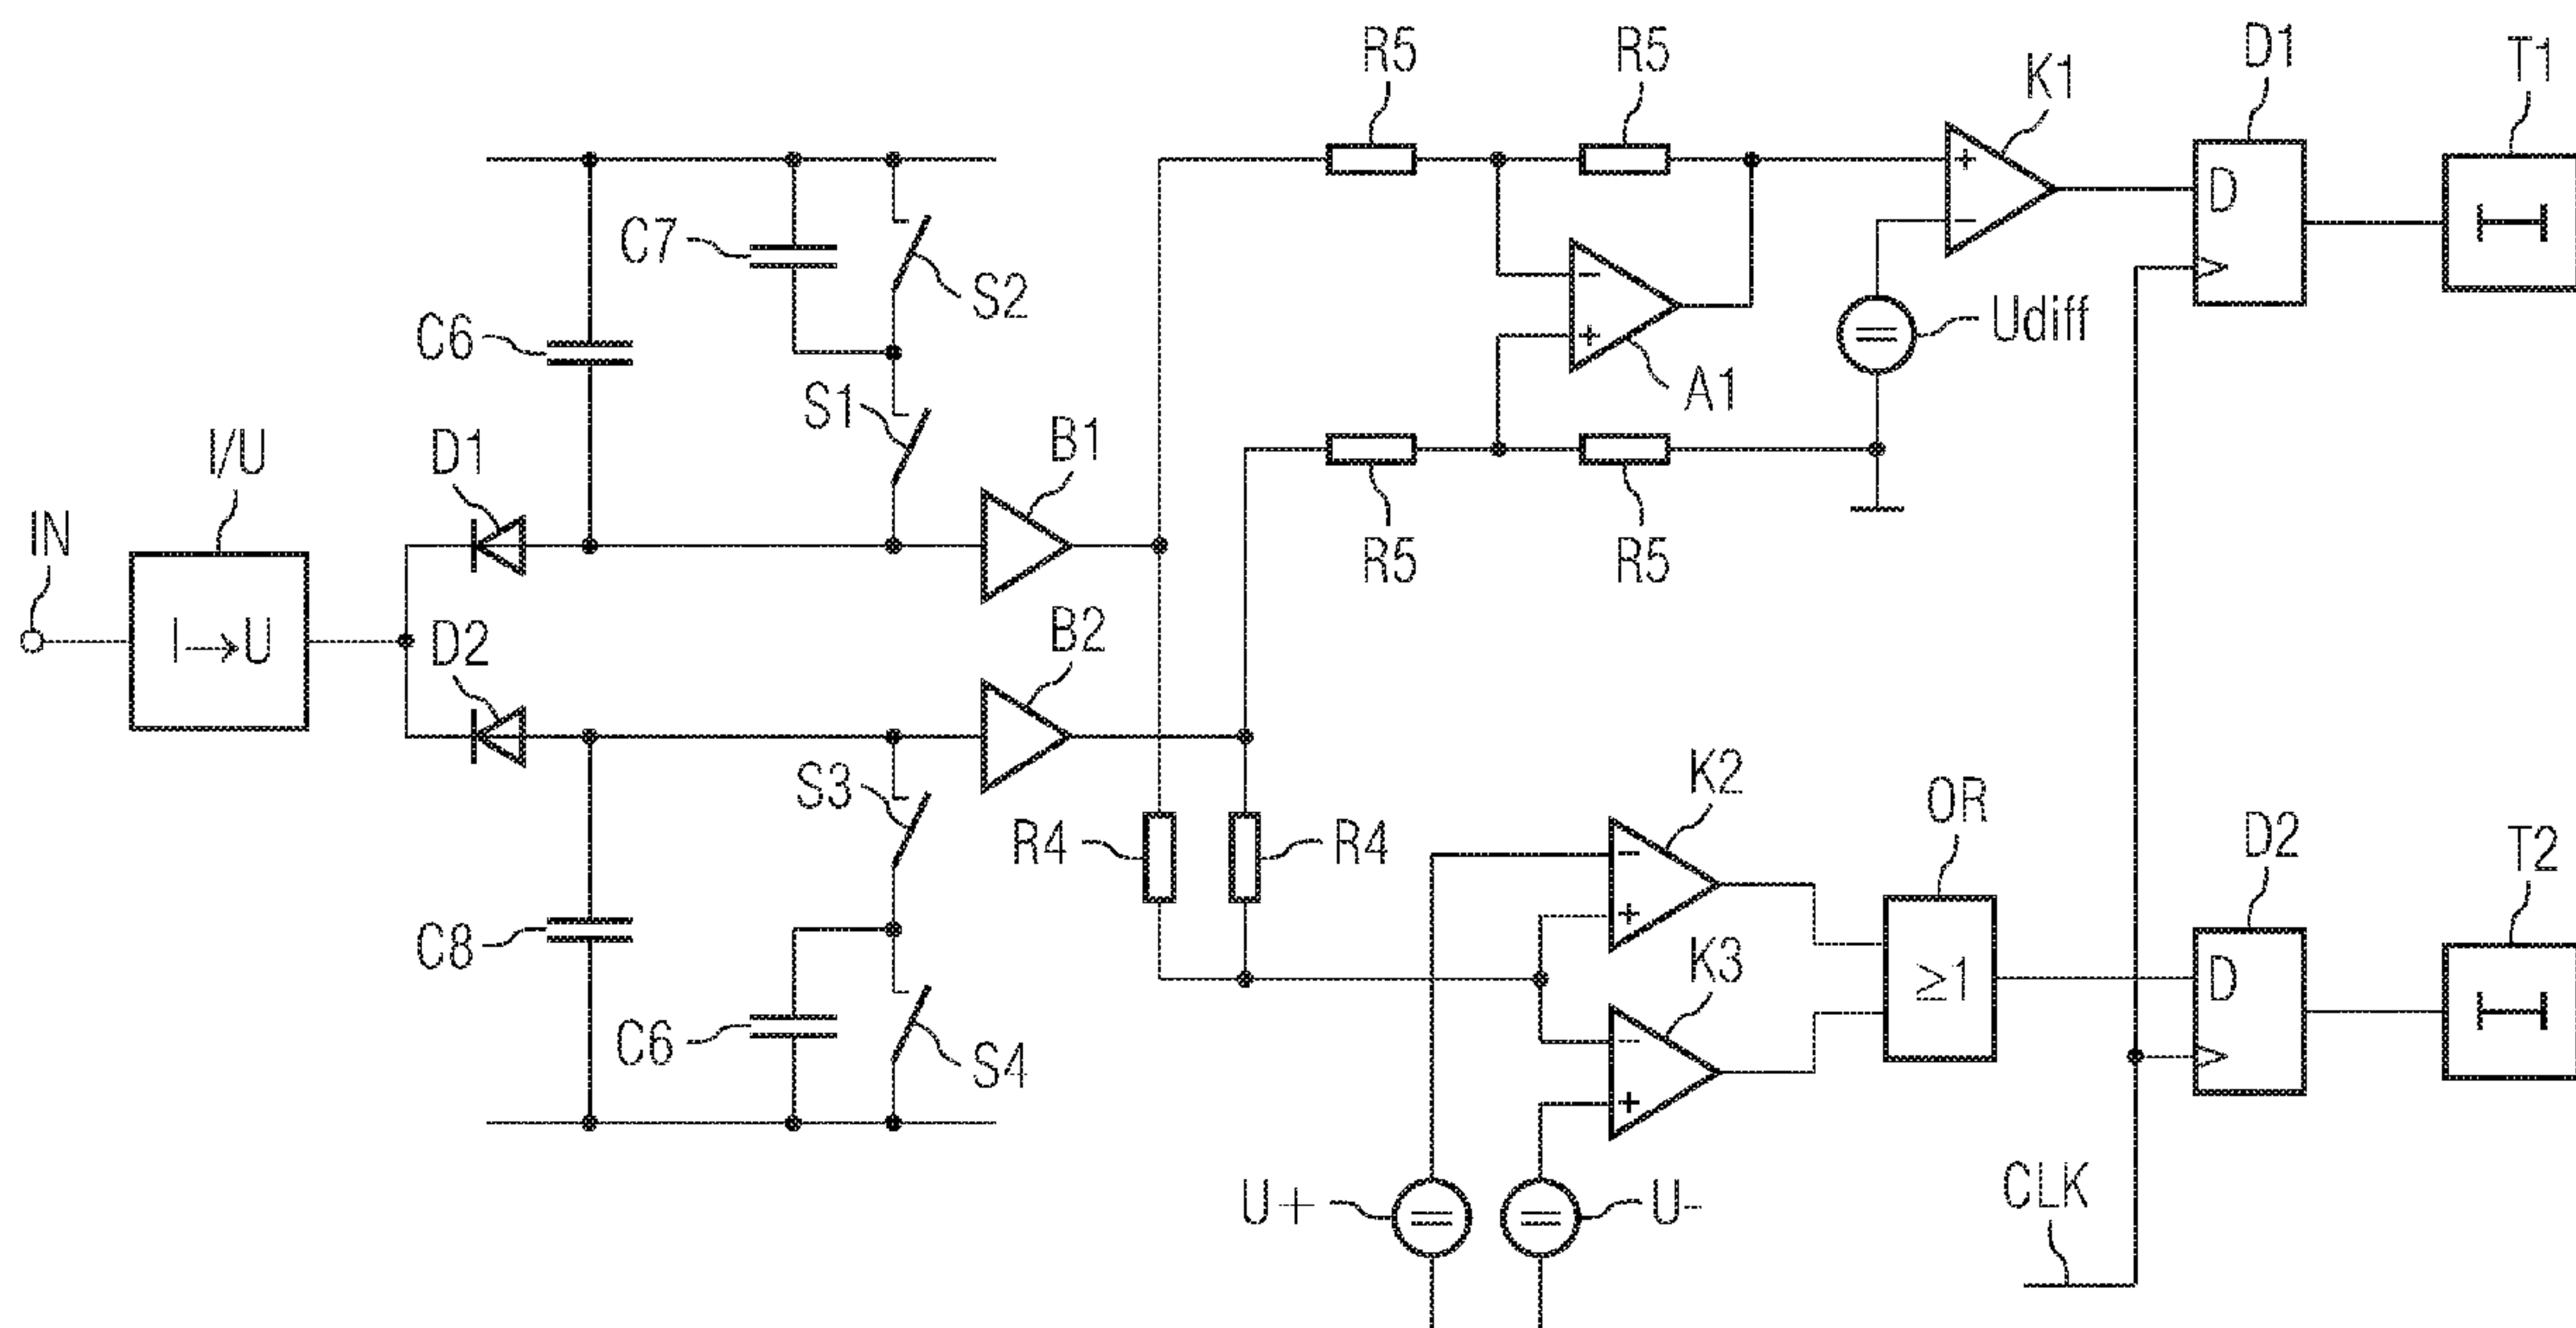 R5
R5
K1
D1
T1
C7
S2
+
−
D
C6
−
Udiff
S1
+
A1
I/U
D1
B1
IN
R5
R5
I→U
D2
B2
S3
K2
OR
R4
R4
−
D2
T2
C8
+
K3
≥1
D
C6
S4
−
+
U+
U-
CLK